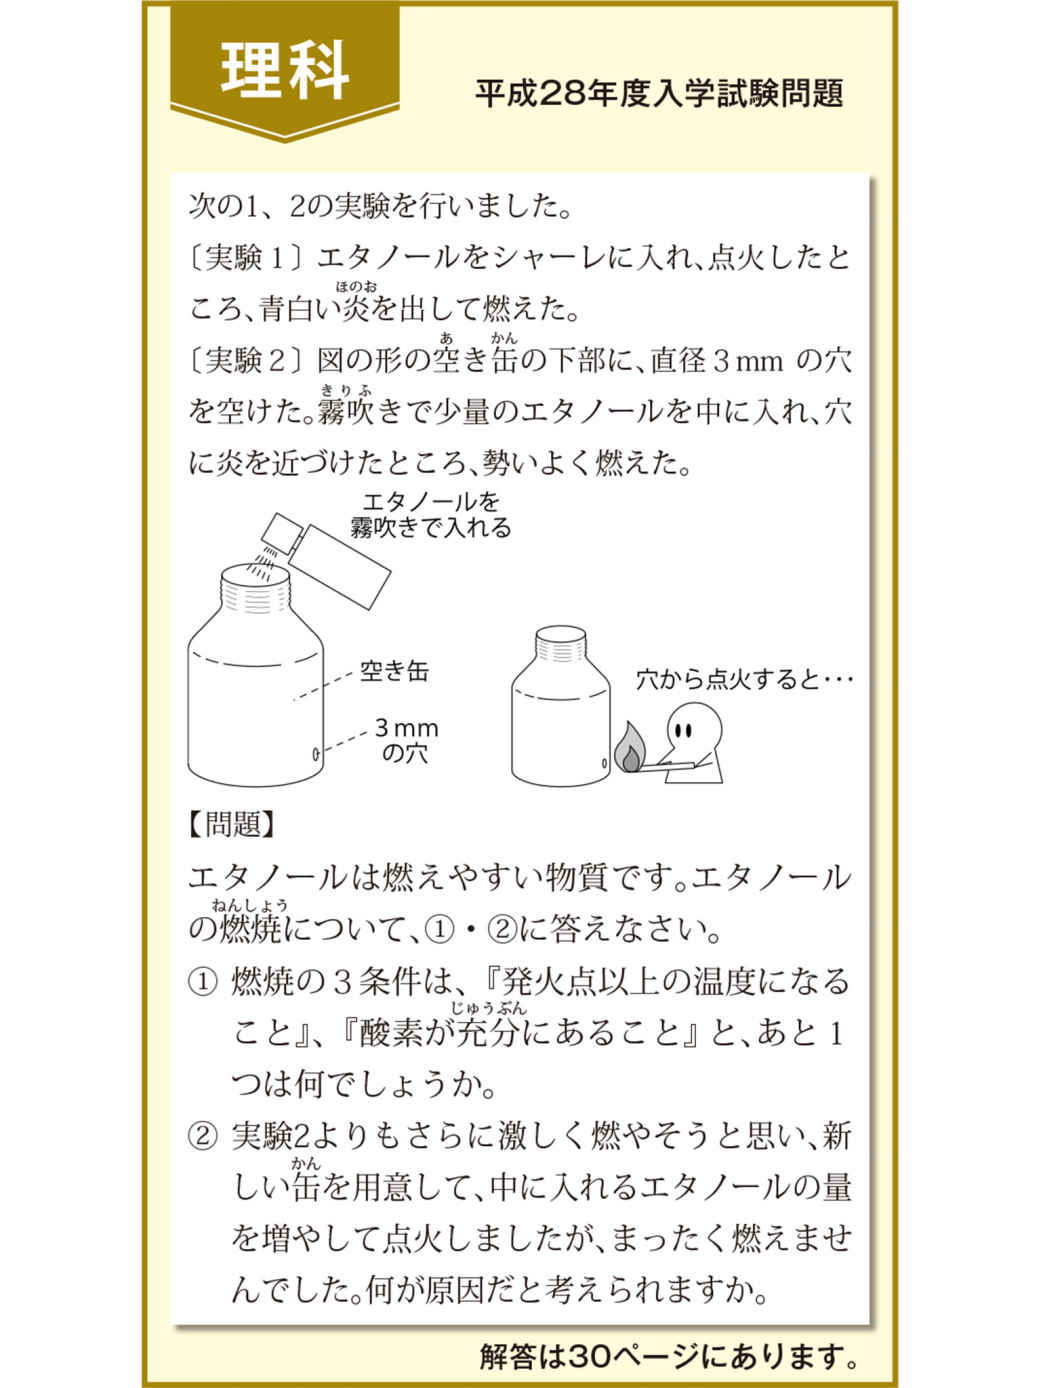 理科
平成28年度入学試験問題
次の1、2の実験を行いました。
〔実験1〕エタノールをシャーレに入れ、点火したと
ほのお
ころ、青白い炎を出して燃えた。
あ かん
〔実験2〕図の形の空き缶の下部に、直径3mm の穴
きりふ
を空けた。霧吹きで少量のエタノールを中に入れ、穴
に炎を近づけたところ、勢いよく燃えた。
エタノールを
霧吹きで入れる
空き缶
3mm
の穴
穴から点火すると・・・
【問題】
エタノールは燃えやすい物質です。エタノール
ねんしょう
の燃焼について、①・②に答えなさい。
① 燃焼の3条件は、『発火点以上の温度になる
じゅうぶん
こと』、『酸素が充分にあること』と、あと1
つは何でしょうか。
② 実験2よりもさらに激しく燃やそうと思い、新
かん
しい缶を用意して、中に入れるエタノールの量
を増やして点火しましたが、まったく燃えませ
んでした。何が原因だと考えられますか。
解答は30ページにあります。